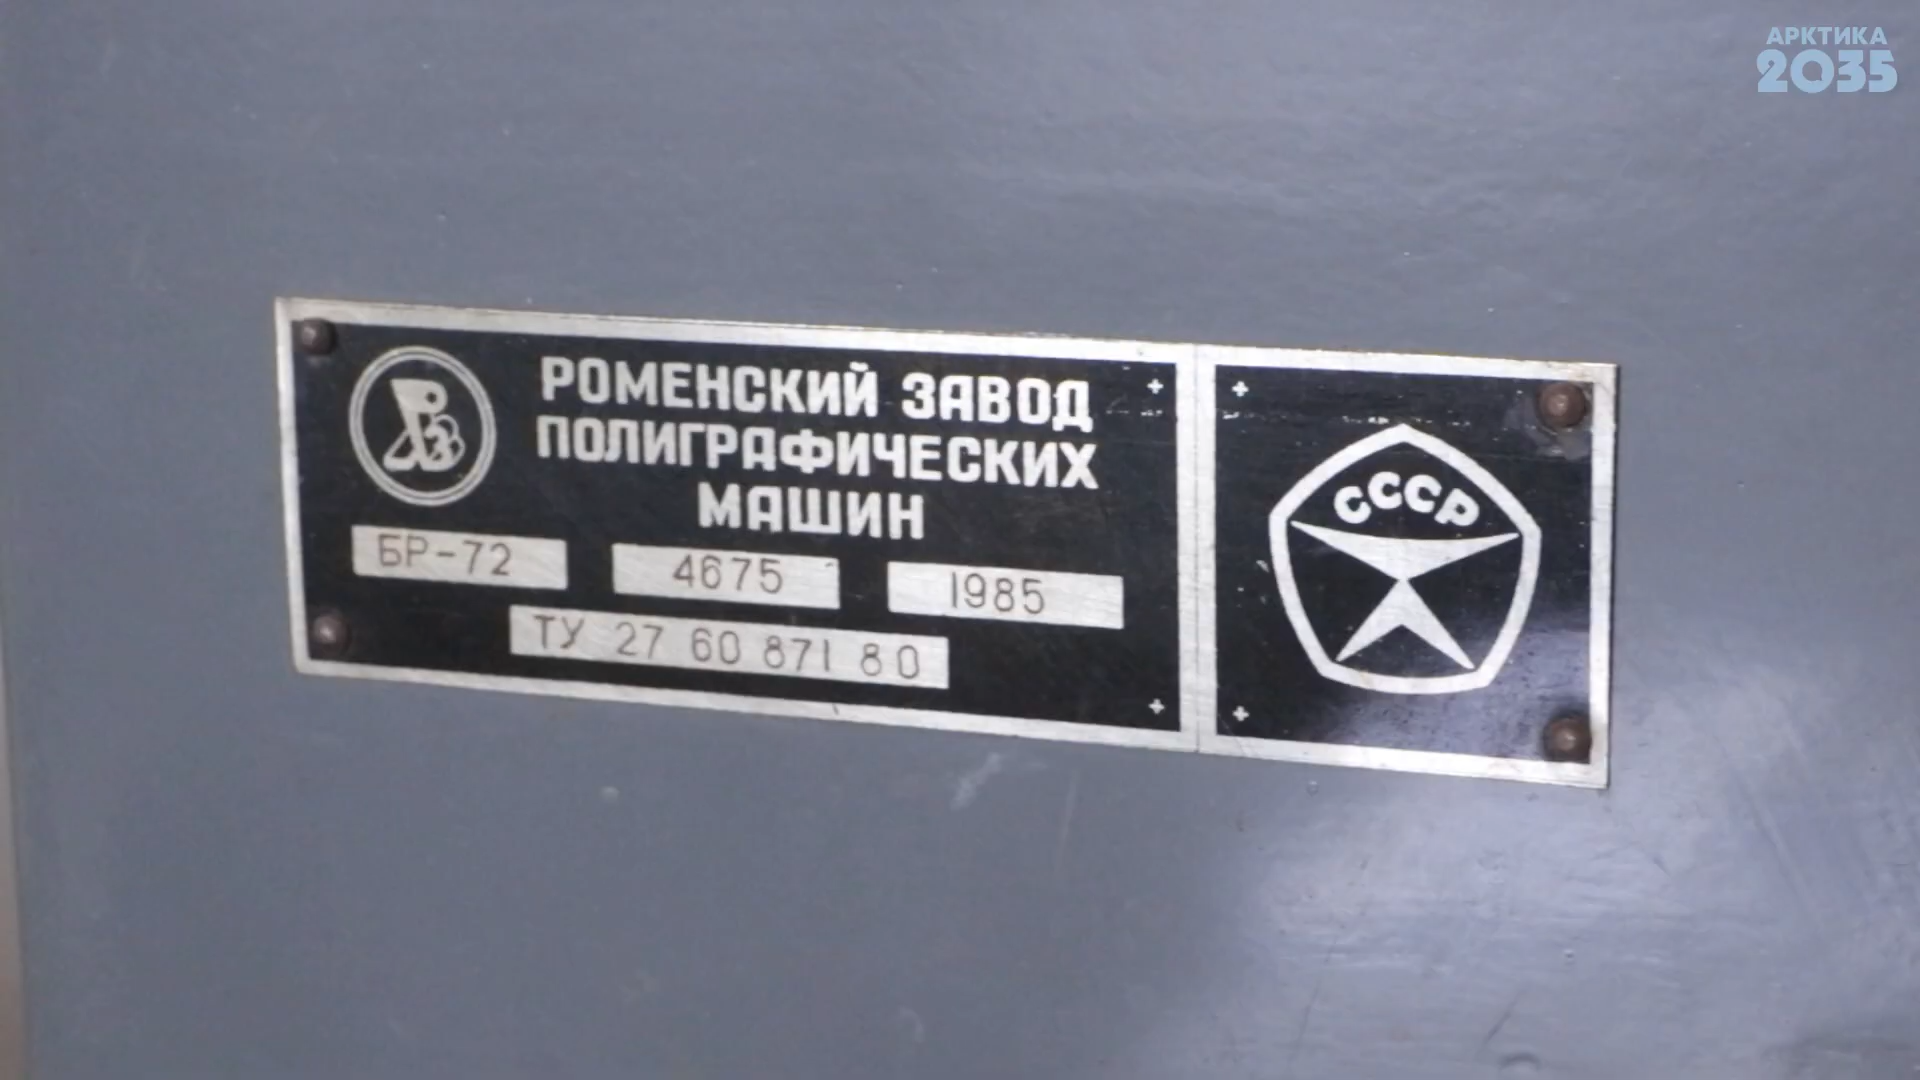 АРКТИКА
2035
РОМЕНСКИЙ ЗАВОД
ПОЛИГРАФИЧЕСКИХ
МАШИН
БР-72 4675 1985
ТУ 27 60 871 80
СССР